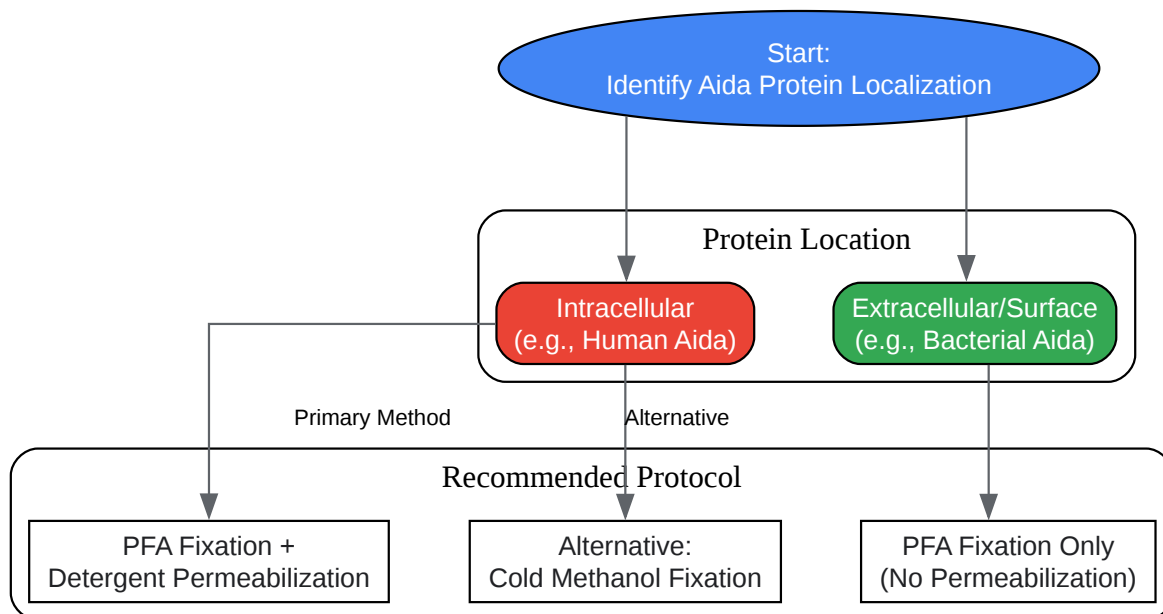 Start:
Identify Aida Protein Localization
Protein Location
Intracellular
(e.g., Human Aida)
Extracellular/Surface
(e.g., Bacterial Aida)
Primary Method
Alternative
Recommended Protocol
PFA Fixation +
Detergent Permeabilization
Alternative:
Cold Methanol Fixation
PFA Fixation Only
(No Permeabilization)